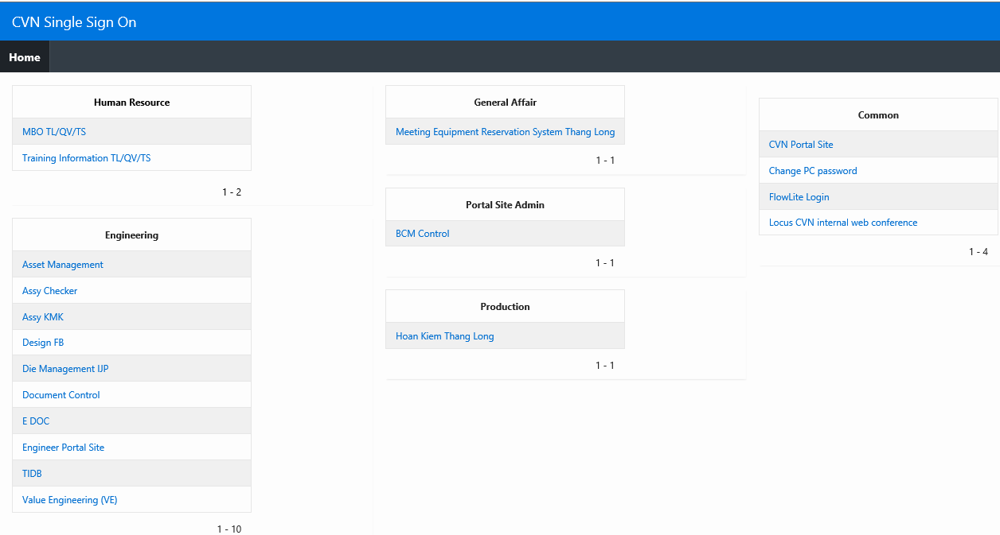 CVN Single Sign On
Home
Human Resource
MBO TL/QV/TS
Training Information TL/QV/TS
1 - 2
Engineering
Asset Management
Assy Checker
Assy KMK
Design FB
Die Management IJP
Document Control
E DOC
Engineer Portal Site
TIDB
Value Engineering (VE)
1 - 10
General Affair
Meeting Equipment Reservation System Thang Long
1 - 1
Portal Site Admin
BCM Control
1 - 1
Production
Hoan Kiem Thang Long
1 - 1
Common
CVN Portal Site
Change PC password
FlowLite Login
Locus CVN internal web conference
1 - 4